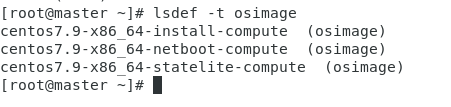 [root@master ~]# lsdef -t osimage
centos7.9-x86_64-install-compute  (osimage)
centos7.9-x86_64-netboot-compute  (osimage)
centos7.9-x86_64-statelite-compute  (osimage)
[root@master ~]#